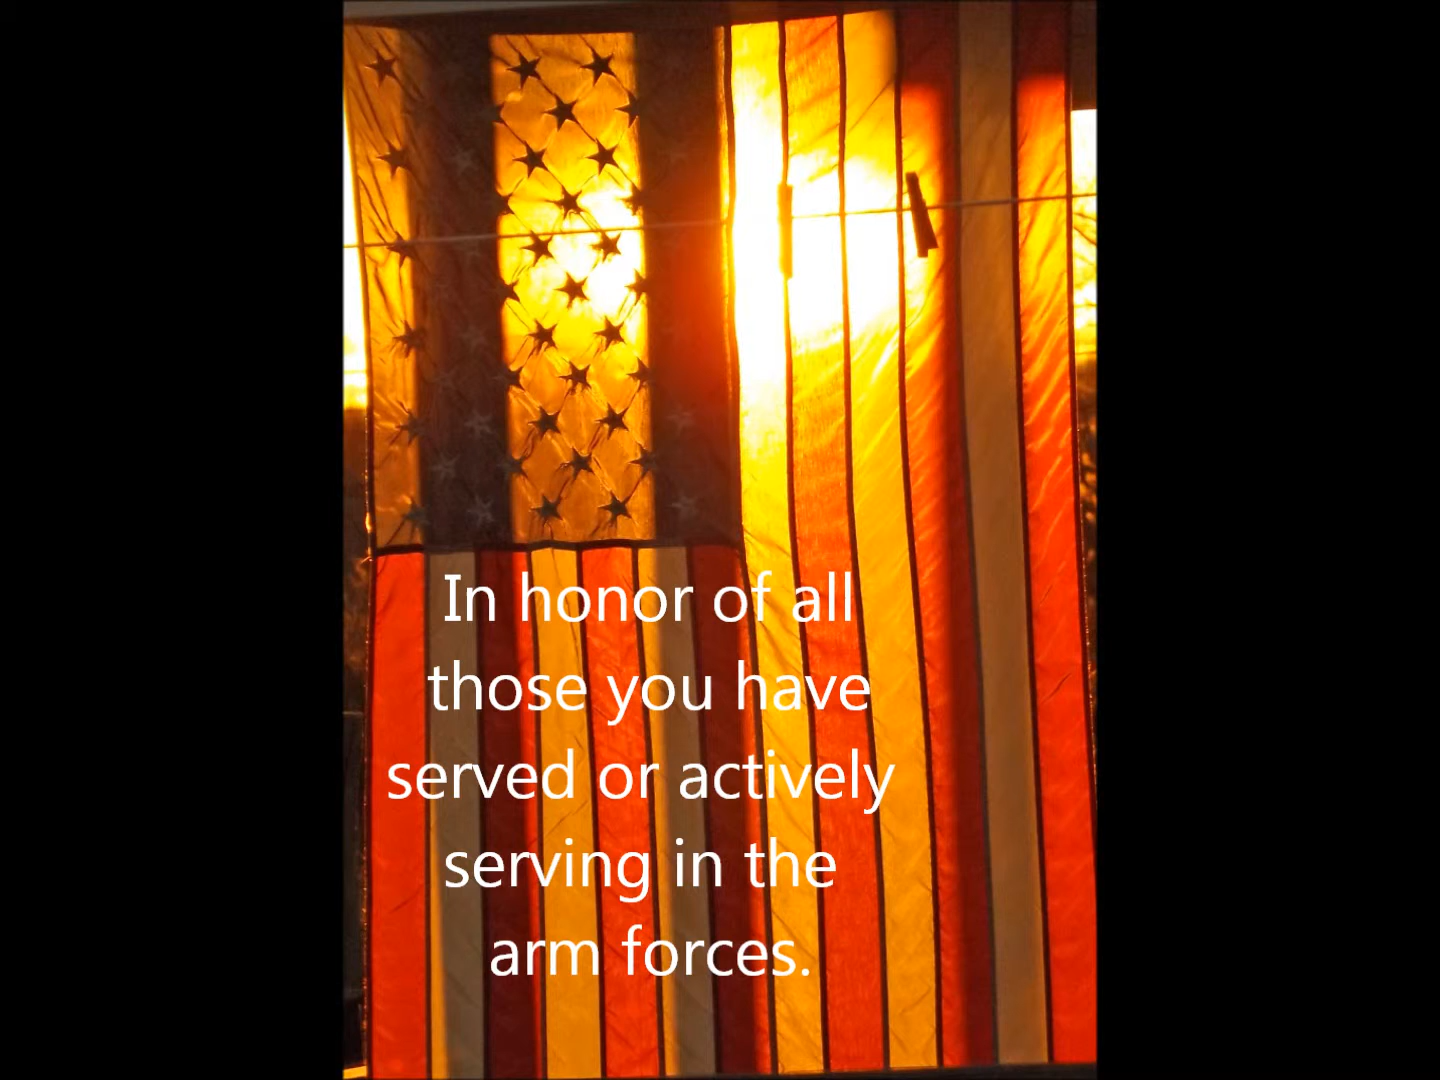 In honor of all
those you have
served or actively
serving in the
arm forces.